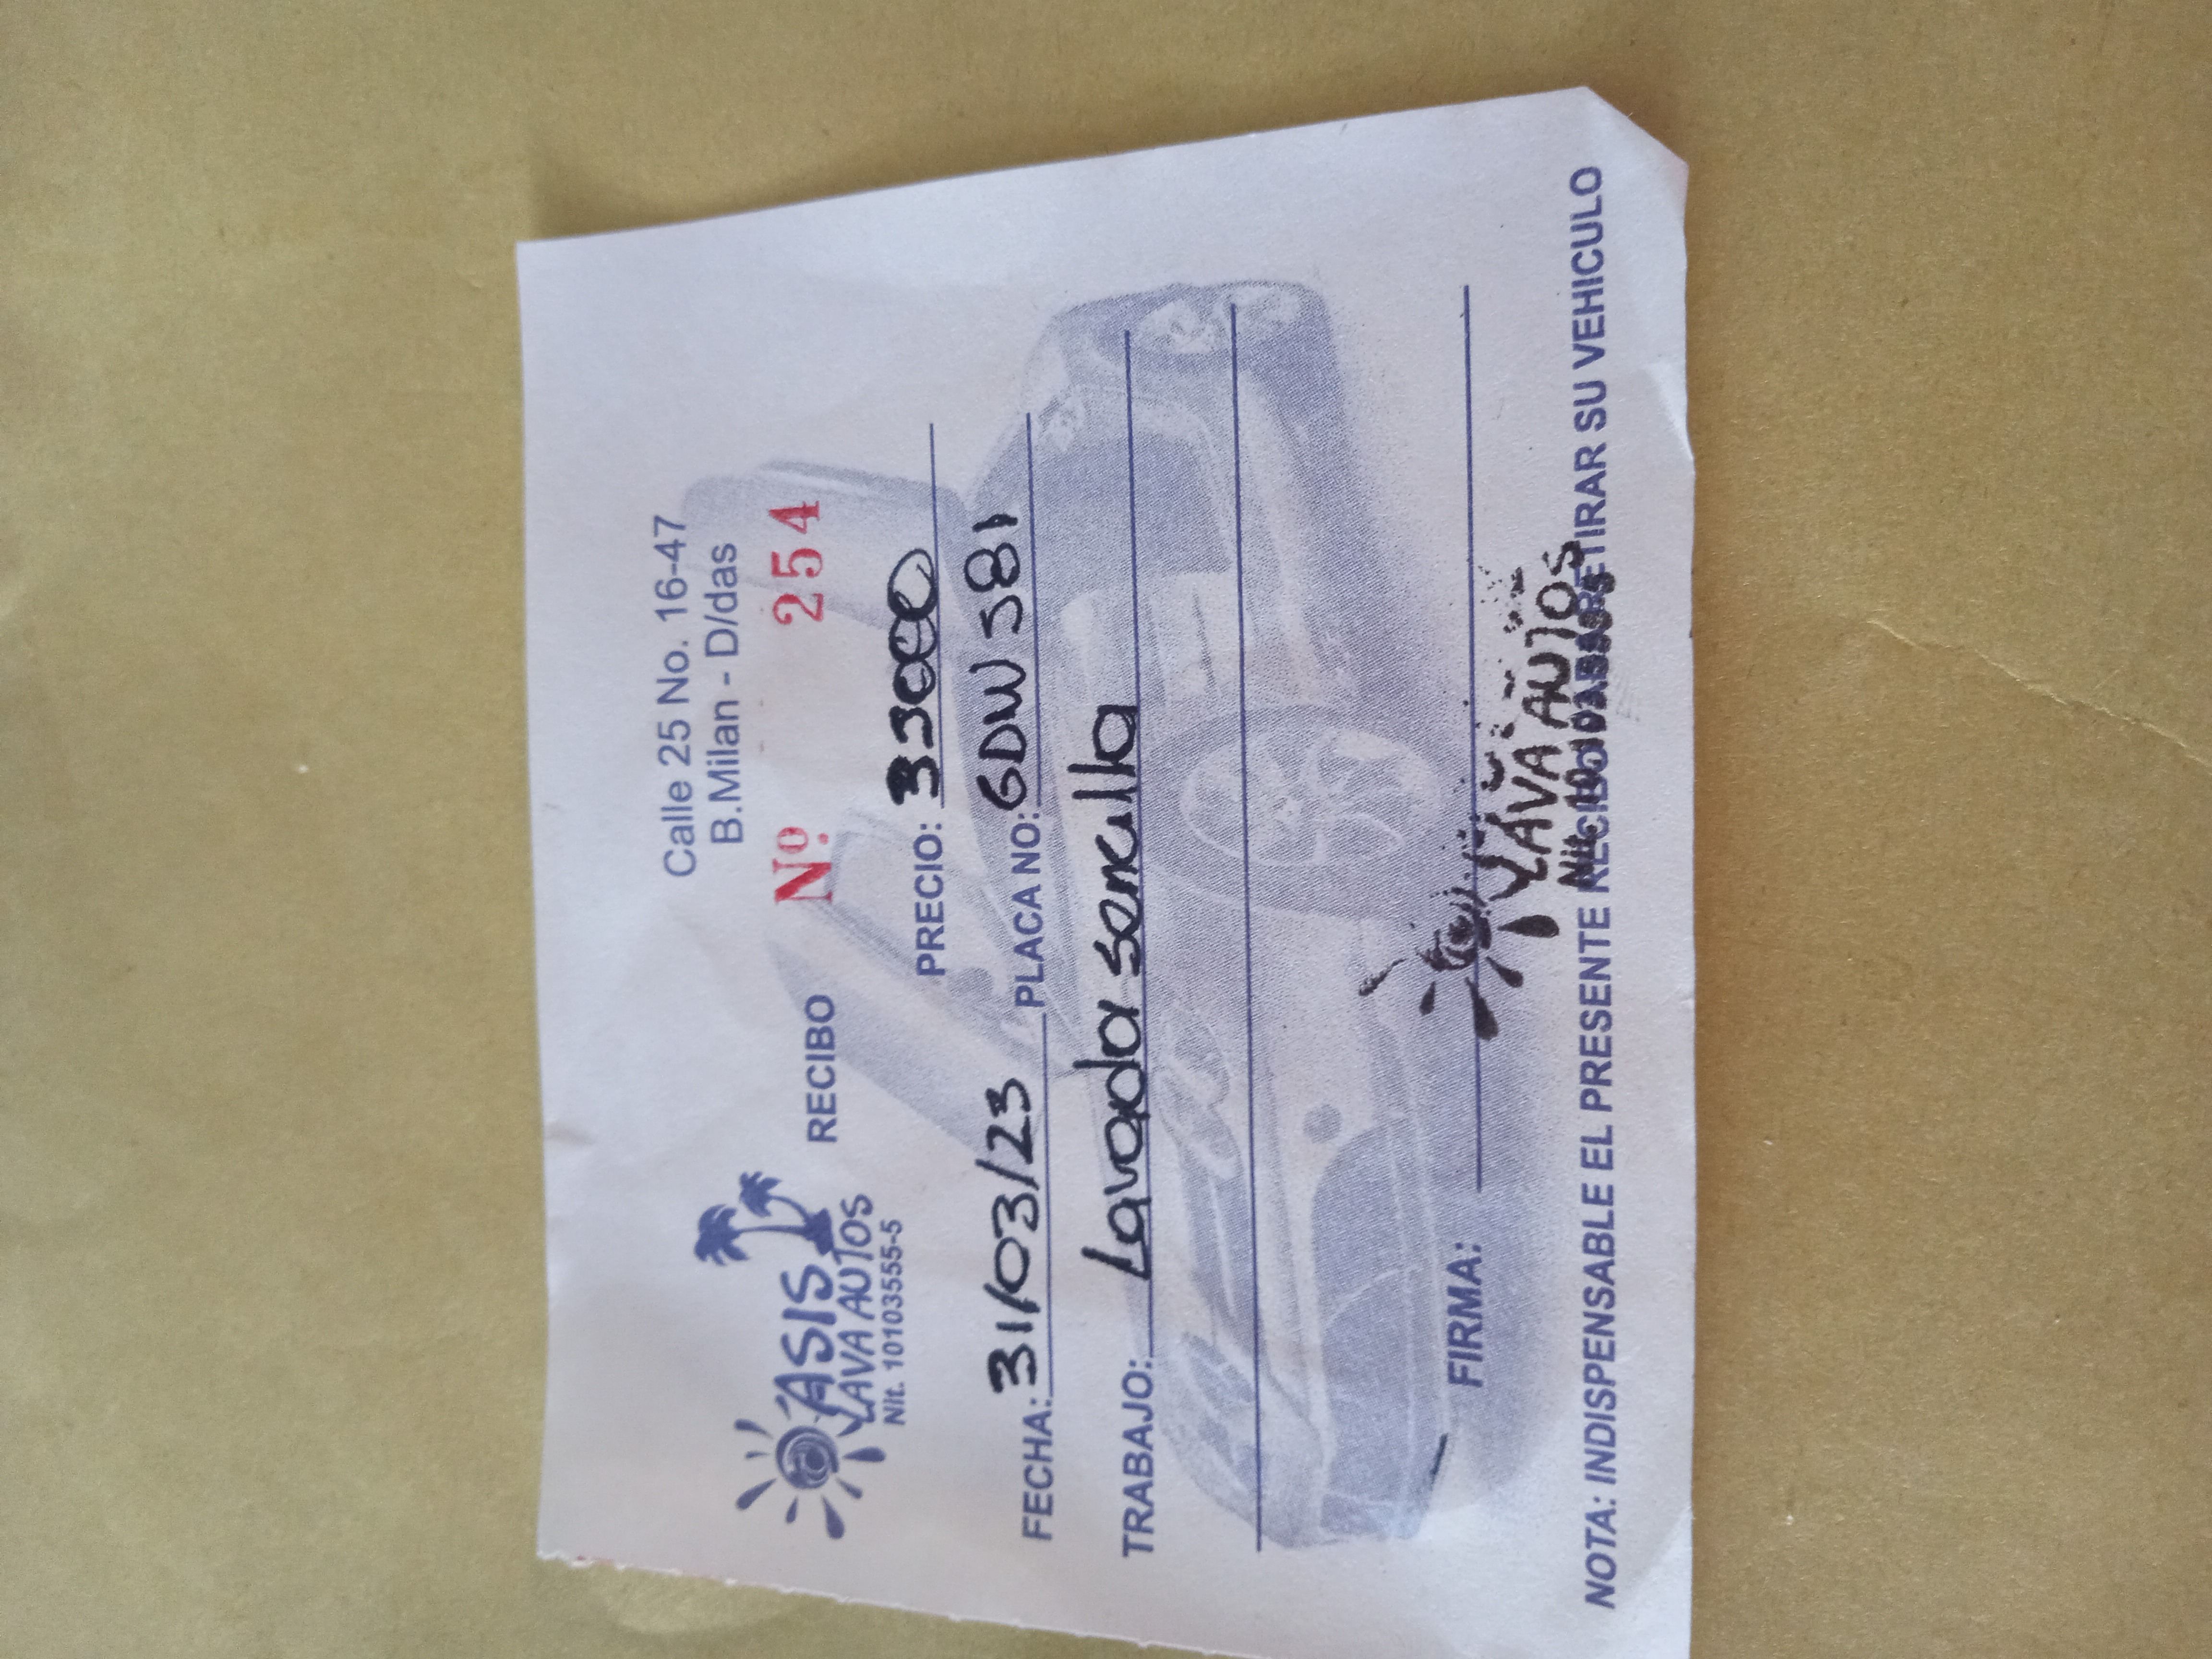 Calle 25 No. 16-47
B.Milan - D/das
OASIS
LAVA AUTOS
Nit. 10103555-5
RECIBO Nº. 254
PRECIO: 33000
FECHA: 31/03/23 PLACA NO: GDW 581
TRABAJO: Lavada sencilla
FIRMA:
LAVA AUTOS
NOTA: INDISPENSABLE EL PRESENTE RECIBO PARA RETIRAR SU VEHICULO